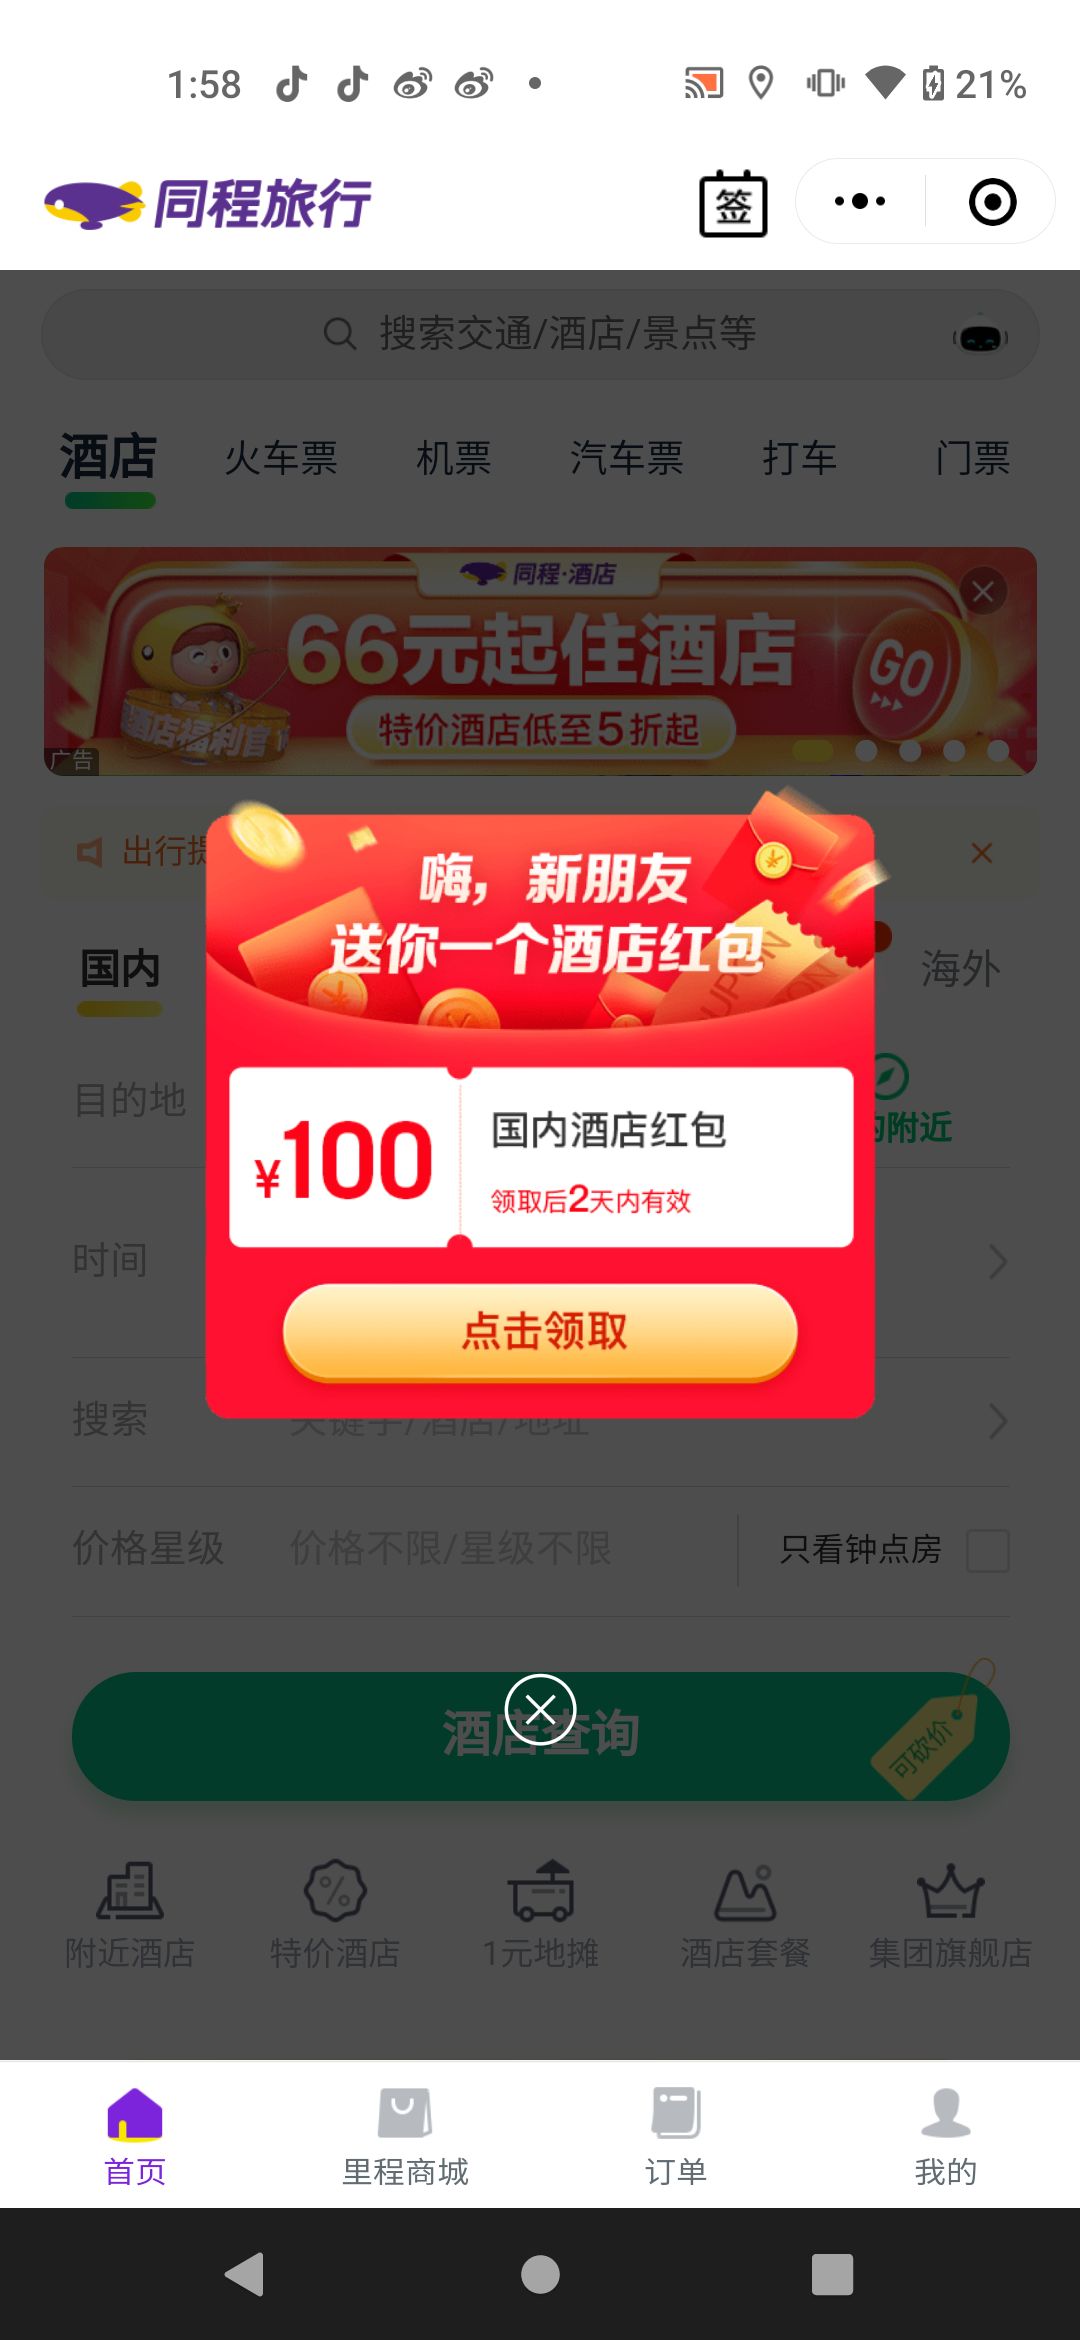 1:58
21%
同程旅行
签
搜索交通/酒店/景点等
酒店 火车票 机票 汽车票 打车 门票
同程·酒店
66元起住酒店
GO
特价酒店低至5折起
酒店福利官
广告
出行提
嗨，新朋友
送你一个酒店红包
国内
海外
目的地
附近
¥100
国内酒店红包
领取后2天内有效
时间
点击领取
搜索
关键字/酒店/地址
价格星级 价格不限/星级不限 只看钟点房
酒店查询
可砍价
附近酒店 特价酒店 1元地摊 酒店套餐 集团旗舰店
首页 里程商城 订单 我的